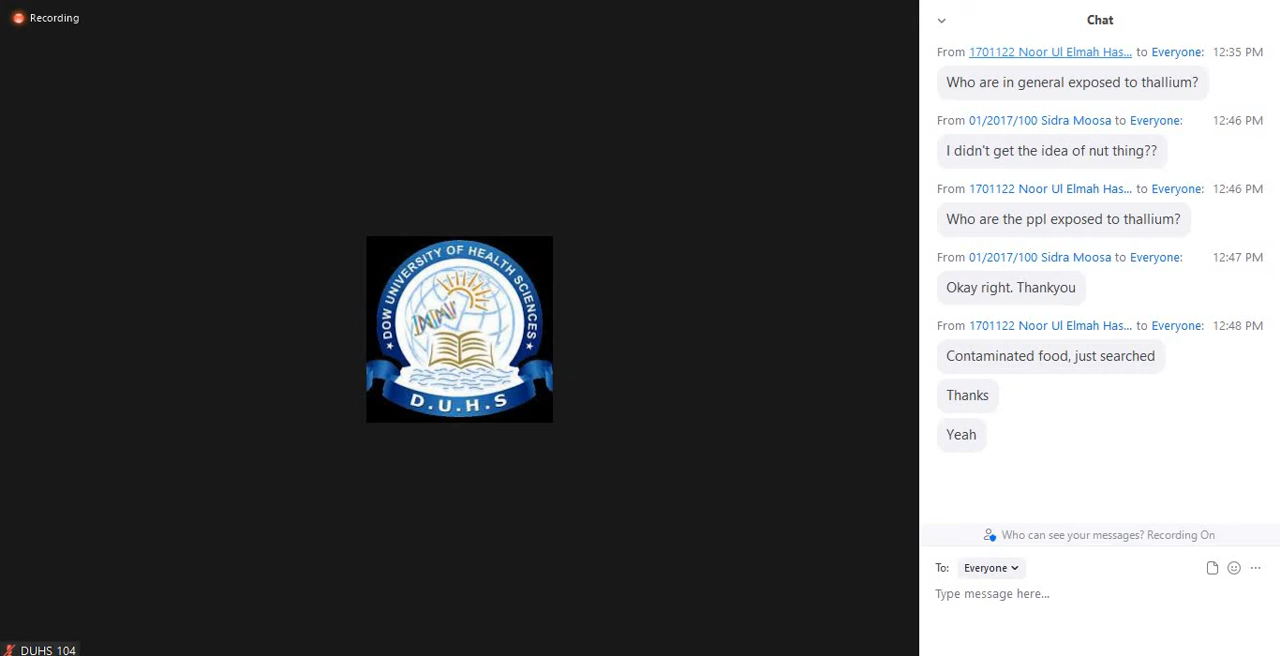 Recording
DOW UNIVERSITY OF HEALTH SCIENCES
D.U.H.S
DUHS 104
Chat
From 1701122 Noor Ul Elmah Has... to Everyone: 12:35 PM
Who are in general exposed to thallium?
From 01/2017/100 Sidra Moosa to Everyone: 12:46 PM
I didn't get the idea of nut thing??
From 1701122 Noor Ul Elmah Has... to Everyone: 12:46 PM
Who are the ppl exposed to thallium?
From 01/2017/100 Sidra Moosa to Everyone: 12:47 PM
Okay right. Thankyou
From 1701122 Noor Ul Elmah Has... to Everyone: 12:48 PM
Contaminated food, just searched
Thanks
Yeah
Who can see your messages? Recording On
To: Everyone
Type message here...